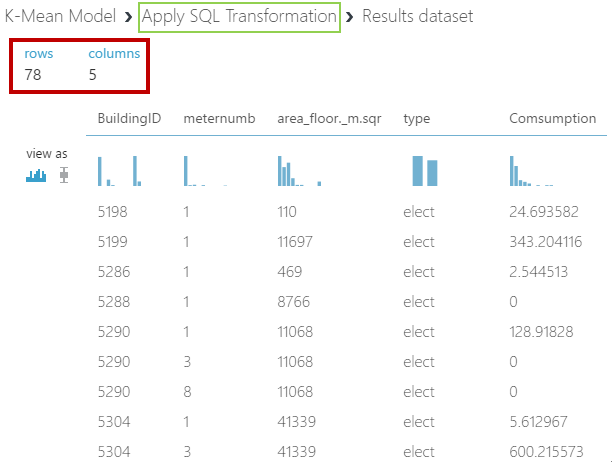 K-Mean Model ❯ Apply SQL Transformation ❯ Results dataset
rows columns
78 5
BuildingID meternumb area_floor._m.sqr type Comsumption
view as
5198 1 110 elect 24.693582
5199 1 11697 elect 343.204116
5286 1 469 elect 2.544513
5288 1 8766 elect 0
5290 1 11068 elect 128.91828
5290 3 11068 elect 0
5290 8 11068 elect 0
5304 1 41339 elect 5.612967
5304 3 41339 elect 600.215573